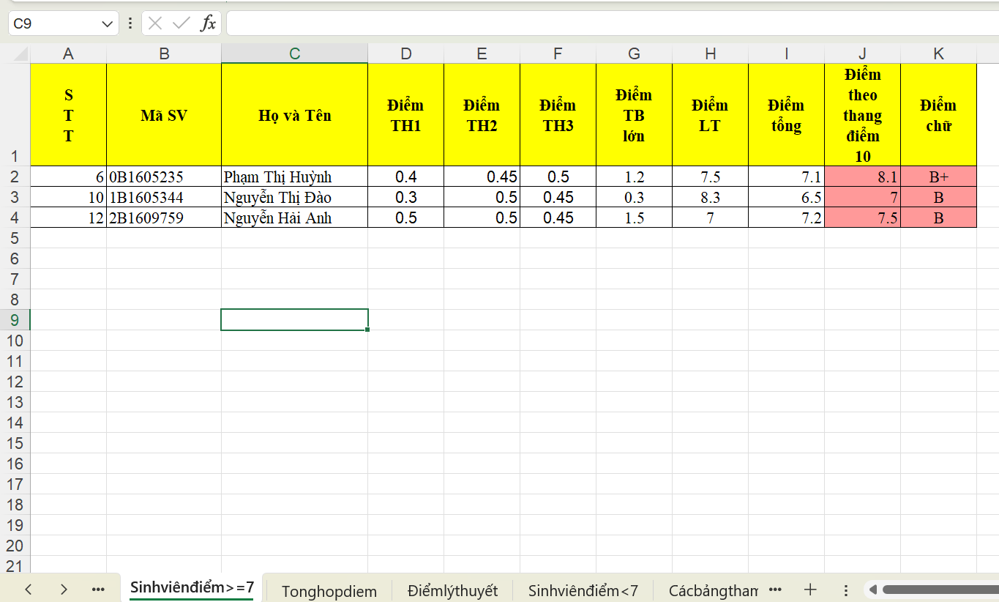 C9
fx
A B C D E F G H I J K
1 S T T Mã SV Họ và Tên Điểm TH1 Điểm TH2 Điểm TH3 Điểm TB lớn Điểm LT Điểm tổng Điểm theo thang điểm 10 Điểm chữ
2 6 0B1605235 Phạm Thị Huỳnh 0.4 0.45 0.5 1.2 7.5 7.1 8.1 B+
3 10 1B1605344 Nguyễn Thị Đào 0.3 0.5 0.45 0.3 8.3 6.5 7 B
4 12 2B1609759 Nguyễn Hải Anh 0.5 0.5 0.45 1.5 7 7.2 7.5 B
5
6
7
8
9
10
11
12
13
14
15
16
17
18
19
20
21
Sinhviênđiểm>=7 Tonghopdiem Điểmlýthuyết Sinhviênđiểm<7 Cácbảngtham